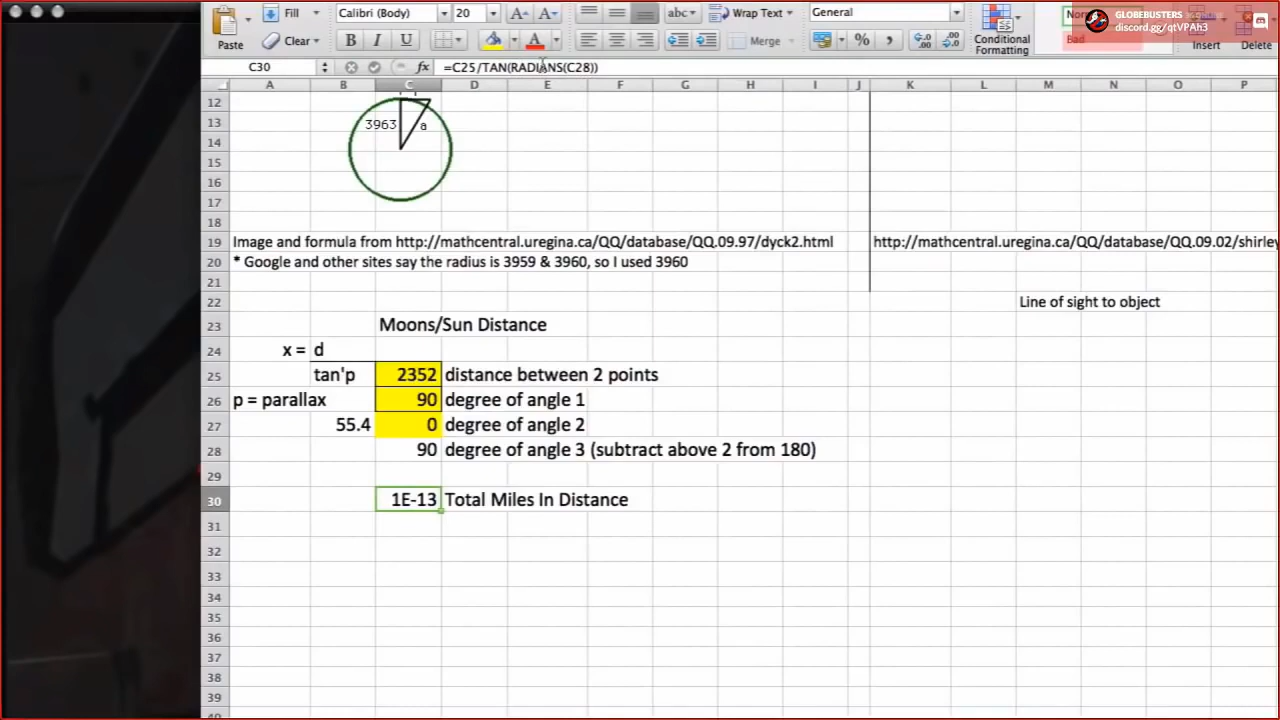 Fill
Calibri (Body)
20
A
A
abc
Wrap Text
General
GLOBEBUSTERS
discord.gg/qtVPAh3
Paste
Clear
B I U
A
Merge
%
Conditional
Formatting
Bad
Insert
Delete
C30
fx
=C25/TAN(RADIANS(C28))
A B C D E F G H I J K L M N O P
12
13
3963
a
14
15
16
17
18
19 Image and formula from http://mathcentral.uregina.ca/QQ/database/QQ.09.97/dyck2.html http://mathcentral.uregina.ca/QQ/database/QQ.09.02/shirley
20 * Google and other sites say the radius is 3959 & 3960, so I used 3960
21
22 Line of sight to object
23 Moons/Sun Distance
24 x = d
25 tan'p 2352 distance between 2 points
26 p = parallax 90 degree of angle 1
27 55.4 0 degree of angle 2
28 90 degree of angle 3 (subtract above 2 from 180)
29
30 1E-13 Total Miles In Distance
31
32
33
34
35
36
37
38
39